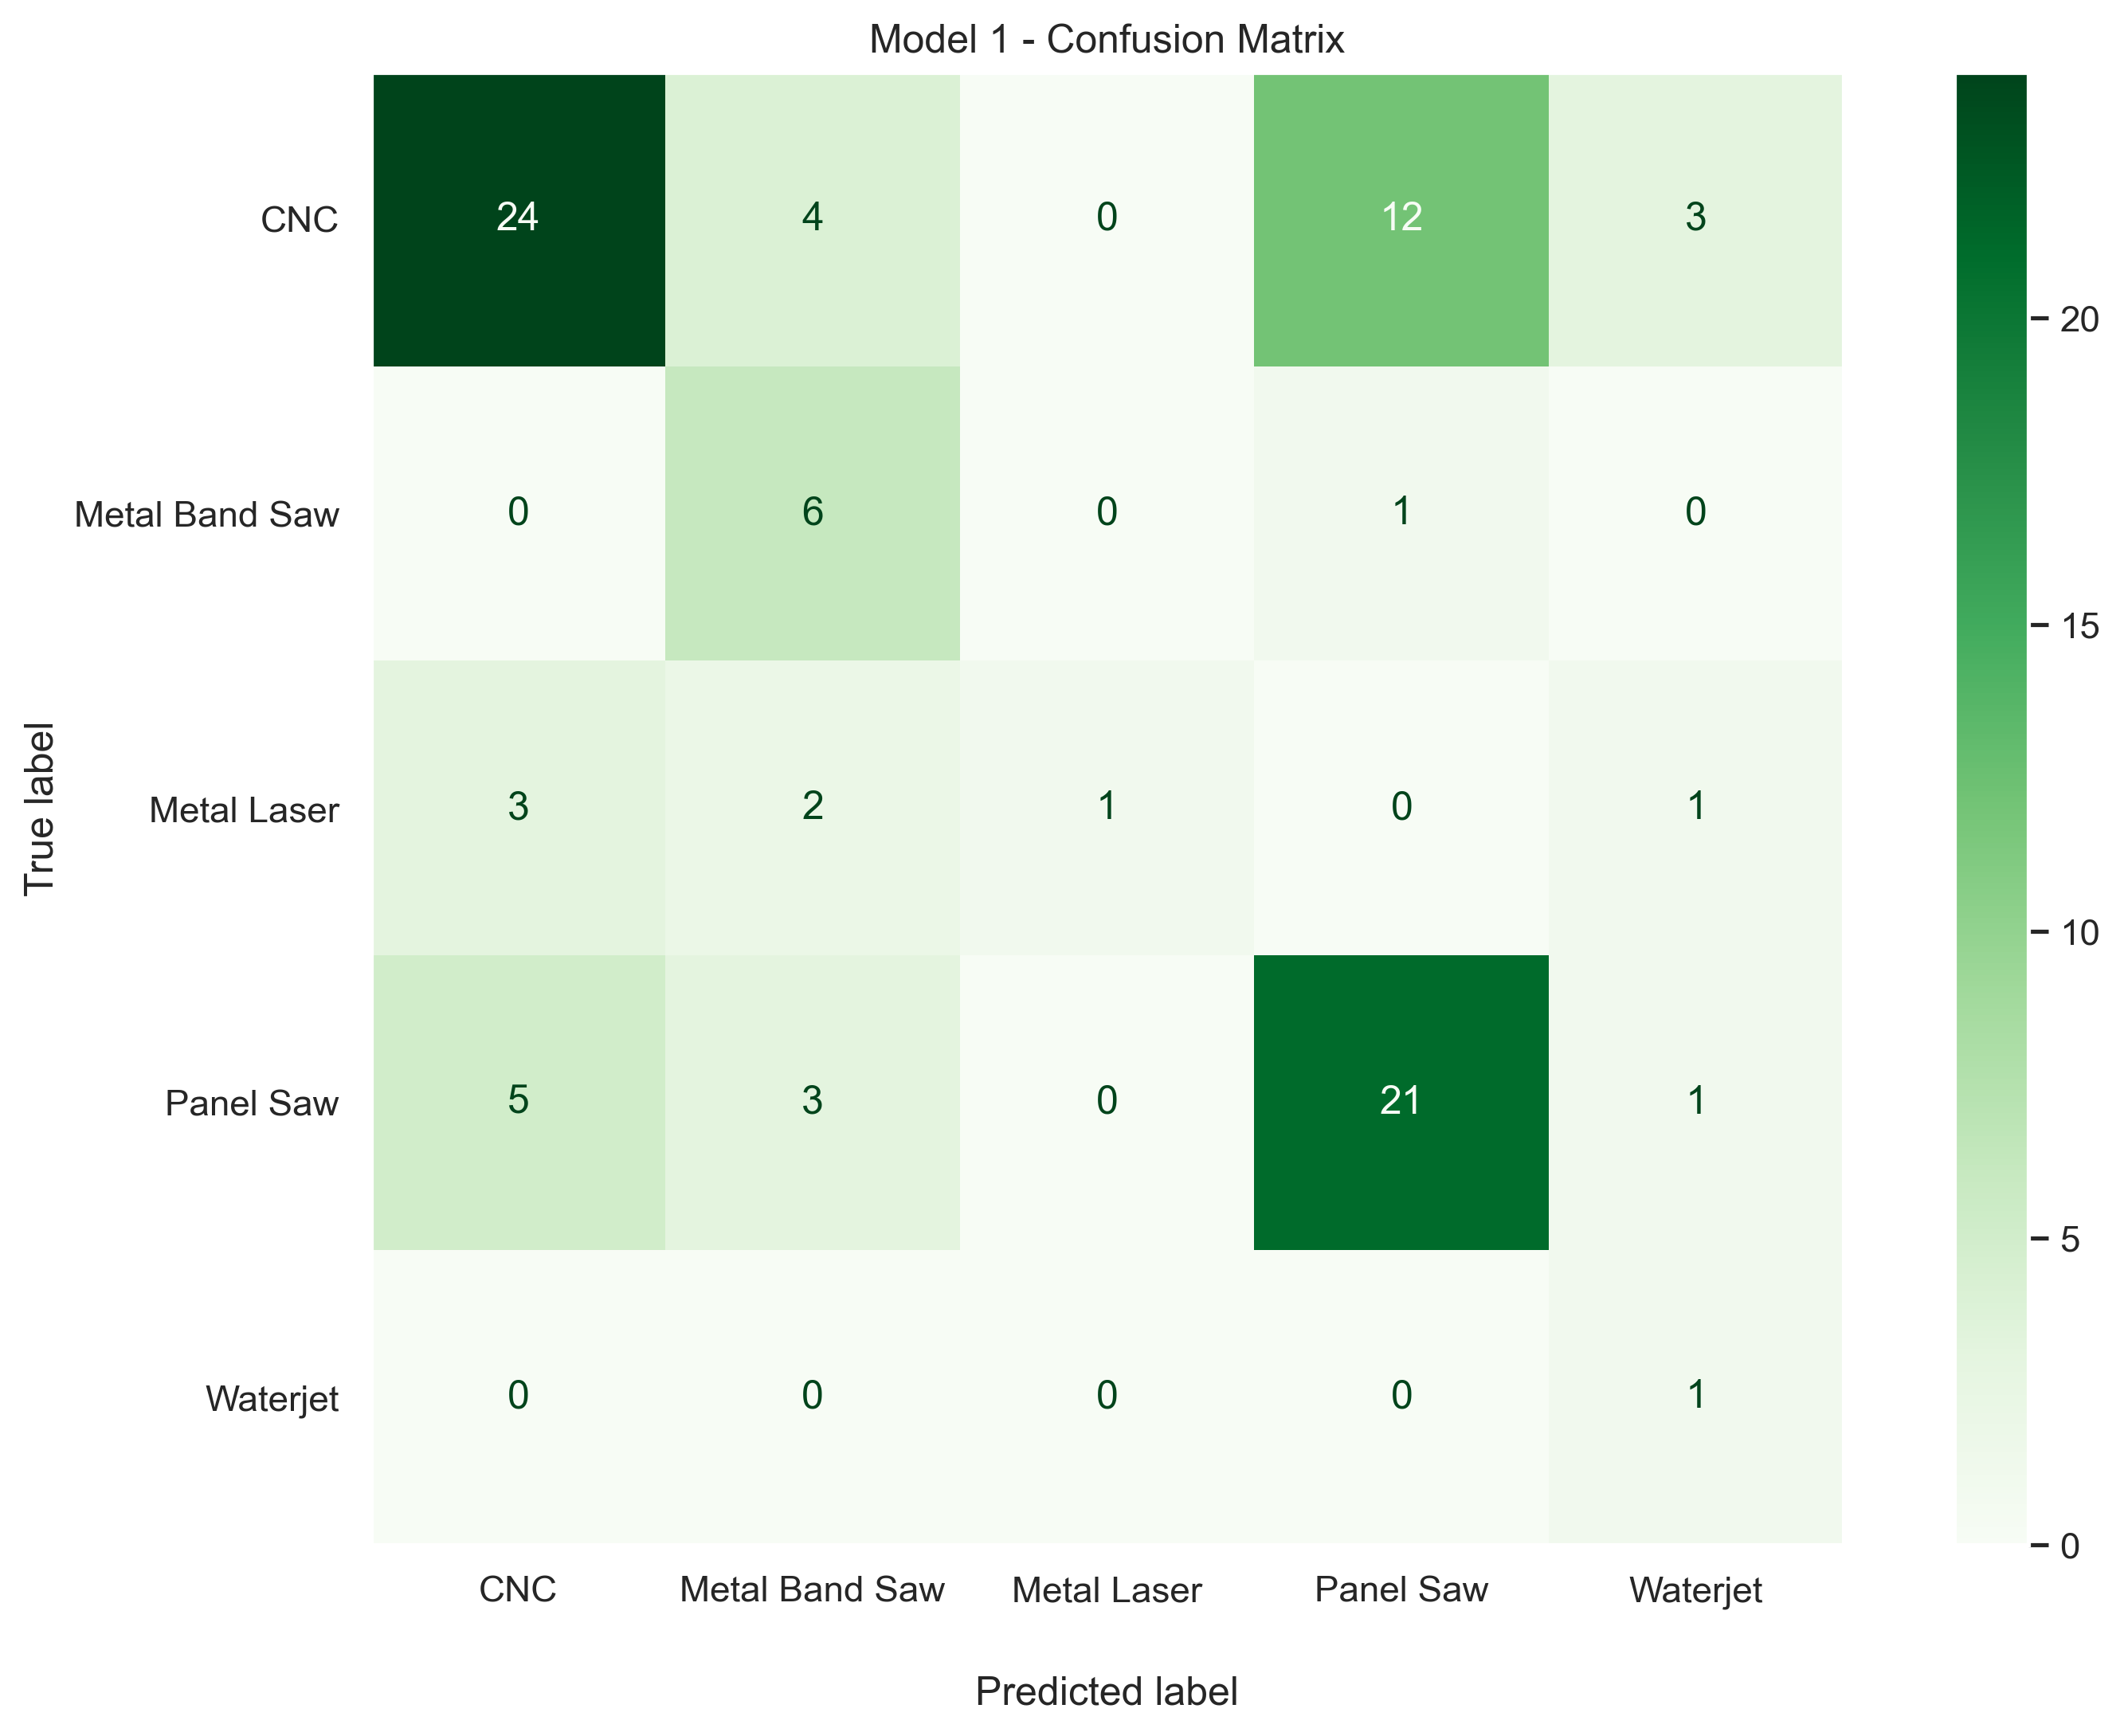 Model 1 - Confusion Matrix
CNC 24 4 0 12 3
Metal Band Saw 0 6 0 1 0
Metal Laser 3 2 1 0 1
Panel Saw 5 3 0 21 1
Waterjet 0 0 0 0 1
CNC Metal Band Saw Metal Laser Panel Saw Waterjet
Predicted label
True label
20
15
10
5
0